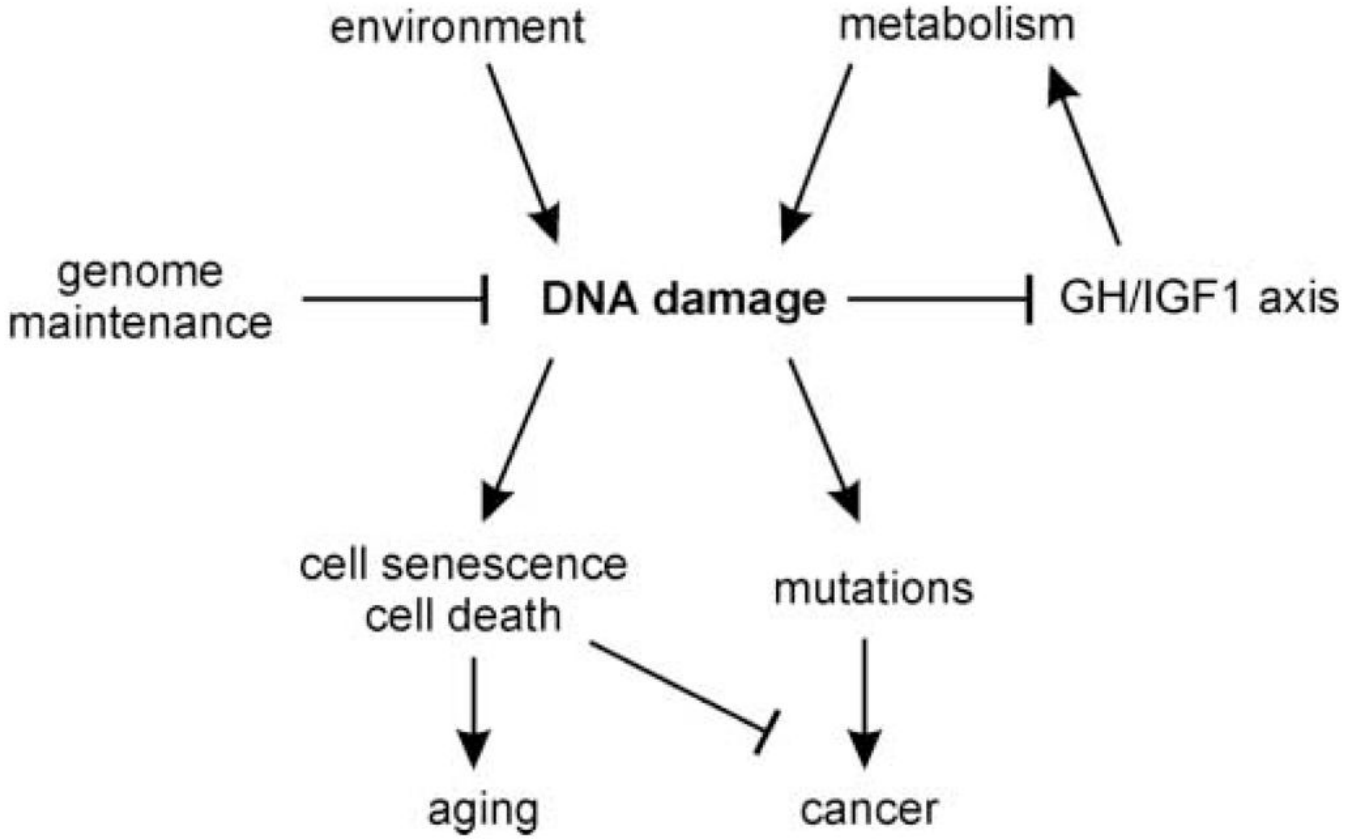 environment
metabolism
genome
maintenance
DNA damage
GH/IGF1 axis
cell senescence
cell death
mutations
aging
cancer